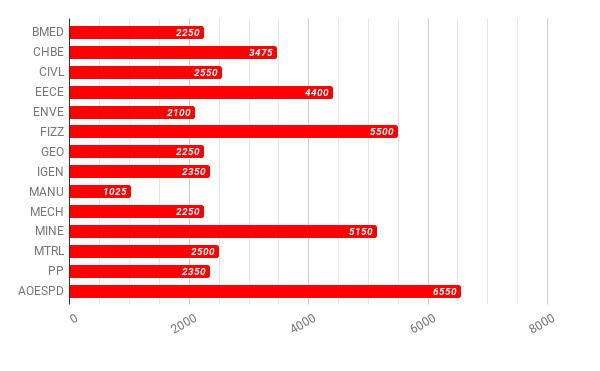 BMED 2250
CHBE 3475
CIVL 2550
EECE 4400
ENVE 2100
FIZZ 5500
GEO 2250
IGEN 2350
MANU 1025
MECH 2250
MINE 5150
MTRL 2500
PP 2350
AOESPD 6550
0 2000 4000 6000 8000